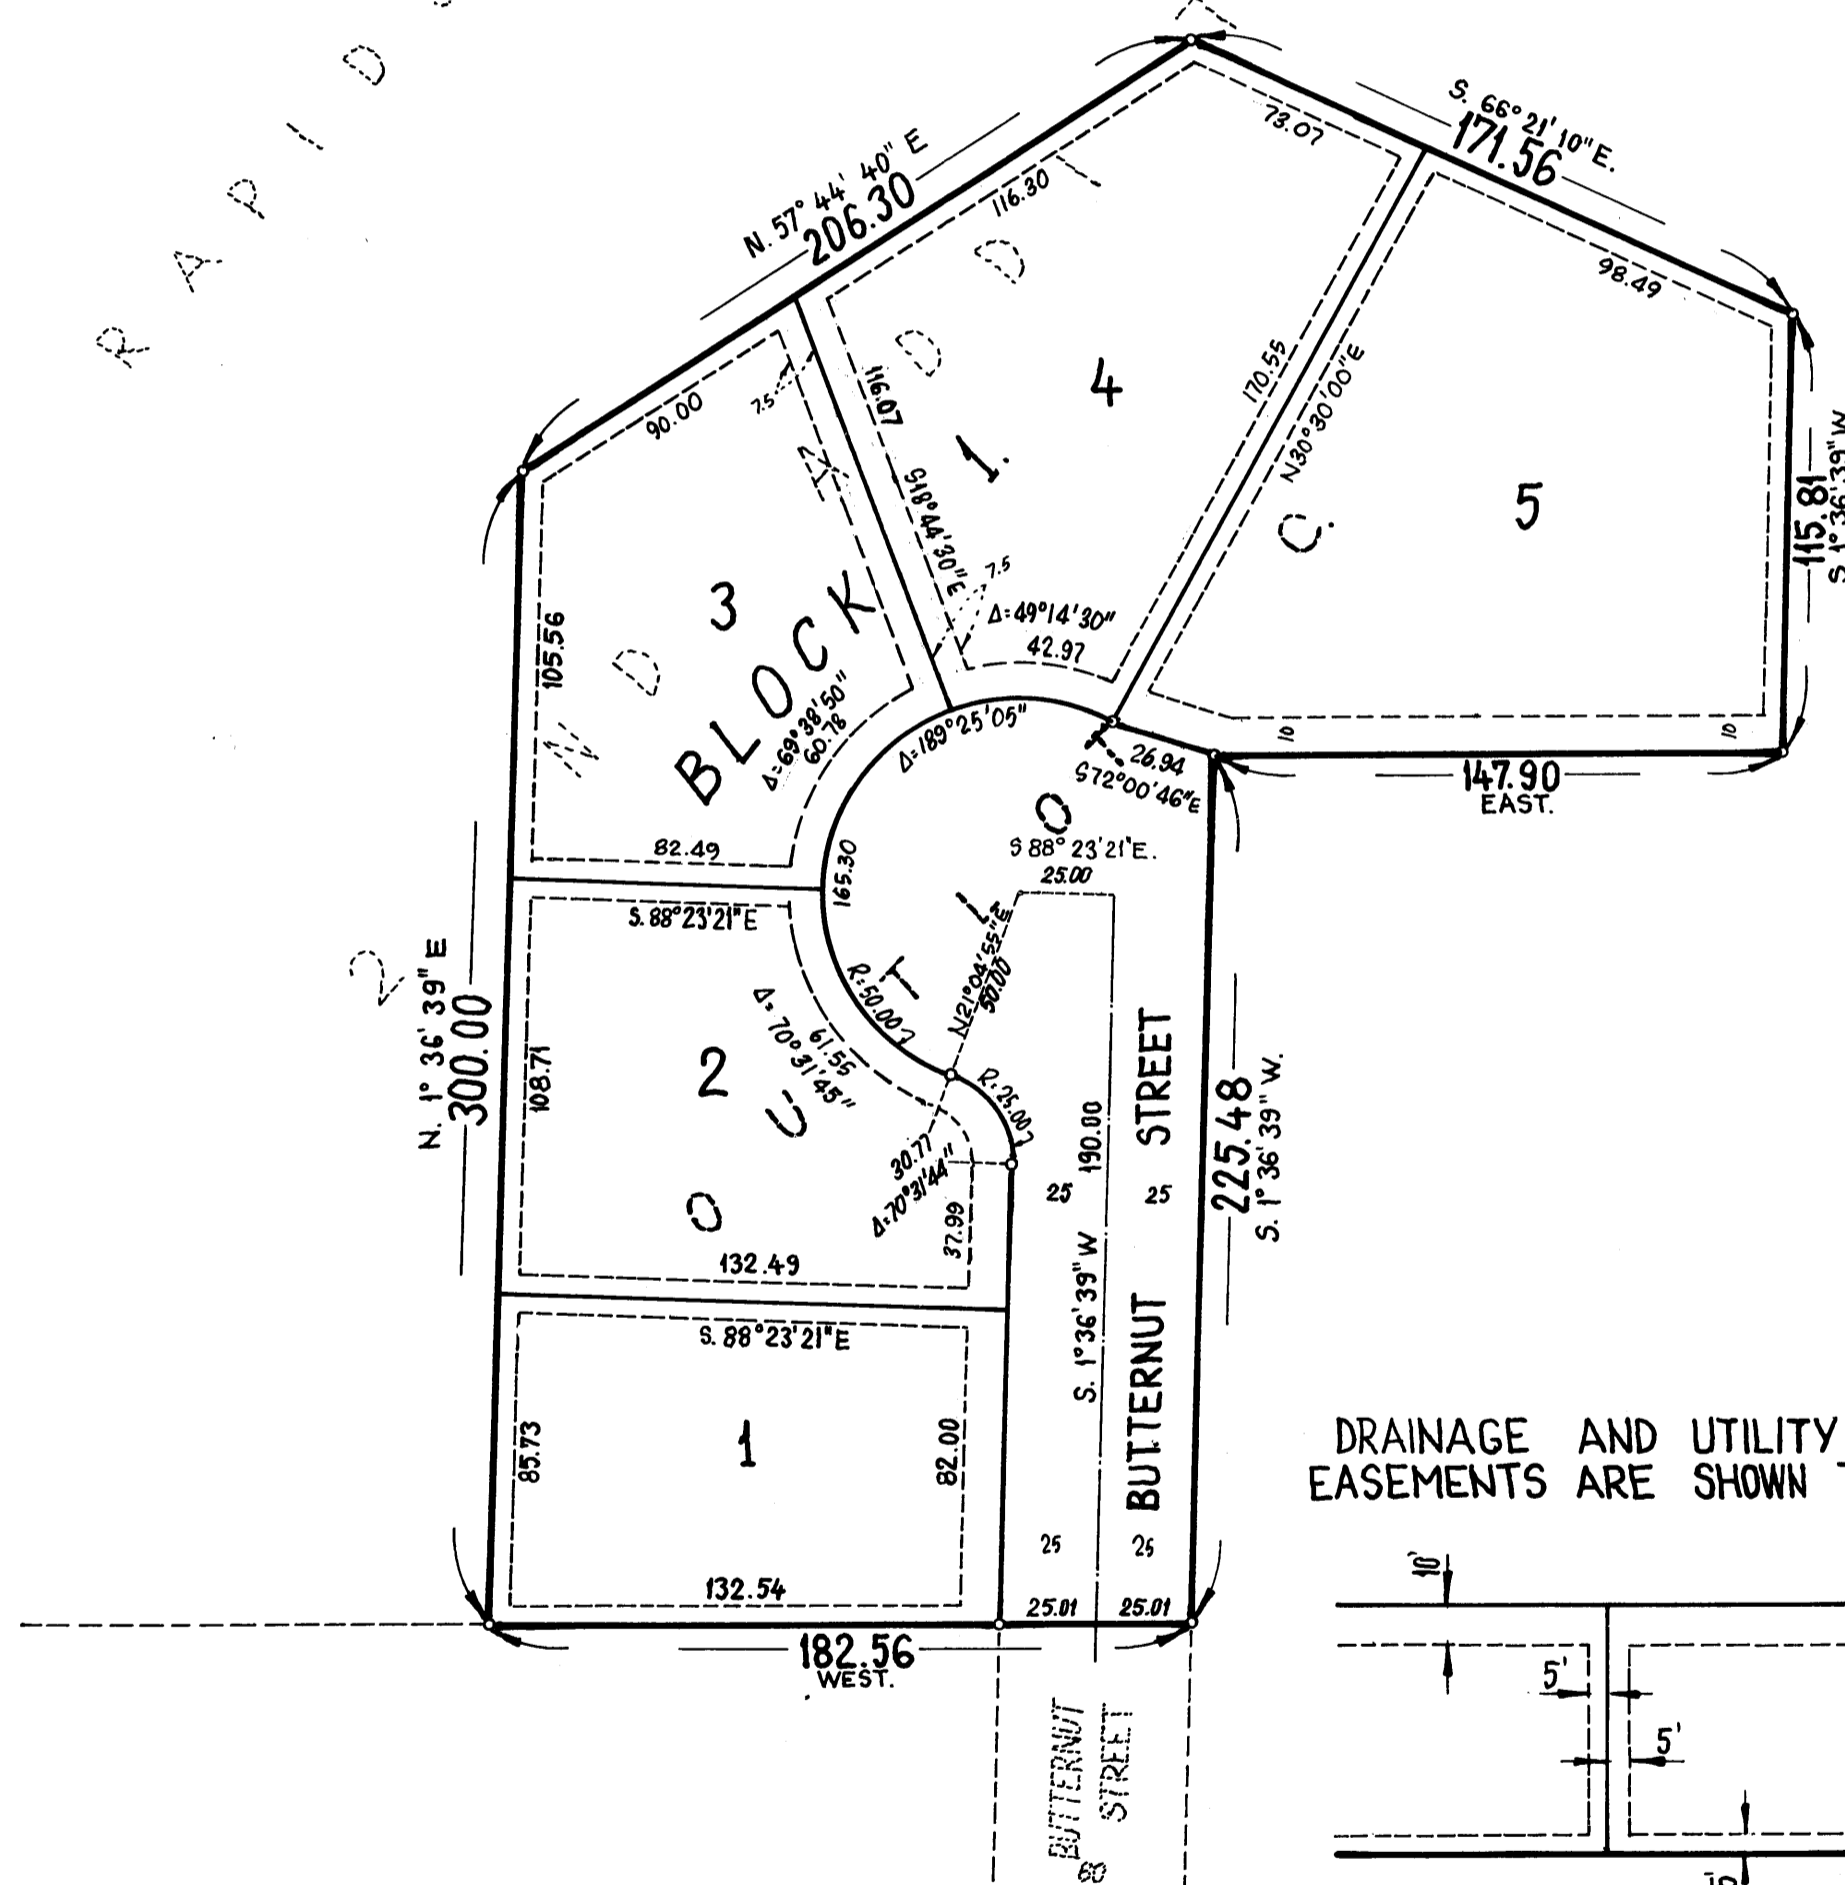 R A P I D
S. 66° 21' 10" E.
171.56
73.07
N. 57° 44' 40" E
206.30
116.30
98.49
90.00
7.5
116.07
S18°44'30"E
4
1.
170.55
N30°30'00"E
C.
5
115.81
S. 1° 36' 39" W
3
BLOCK
105.56
Δ=69°38'50"
60.78
7.5
Δ=49°14'30"
42.97
Δ=189°25'05"
26.94
S72°00'46"E
10
10
147.90
EAST.
82.49
165.30
S 88° 23' 21" E.
25.00
S. 88°23'21" E
N. 1° 36' 39" E
300.00
2
R=50.00
N21°04'55"E
50.00
2
108.71
61.55
Δ= 70°31'45"
R=25.00
30.77
Δ=70°31'44"
37.99
190.00
S. 1° 36' 39" W
25
25
BUTTERNUT STREET
225.48
S. 1° 36' 39" W.
O U T L O T
132.49
S. 88°23'21" E
1
85.73
82.00
25
25
132.54
25.01
25.01
182.56
WEST.
BUTTERNUT
STREET
60
DRAINAGE AND UTILITY
EASEMENTS ARE SHOWN
10'
5'
5'